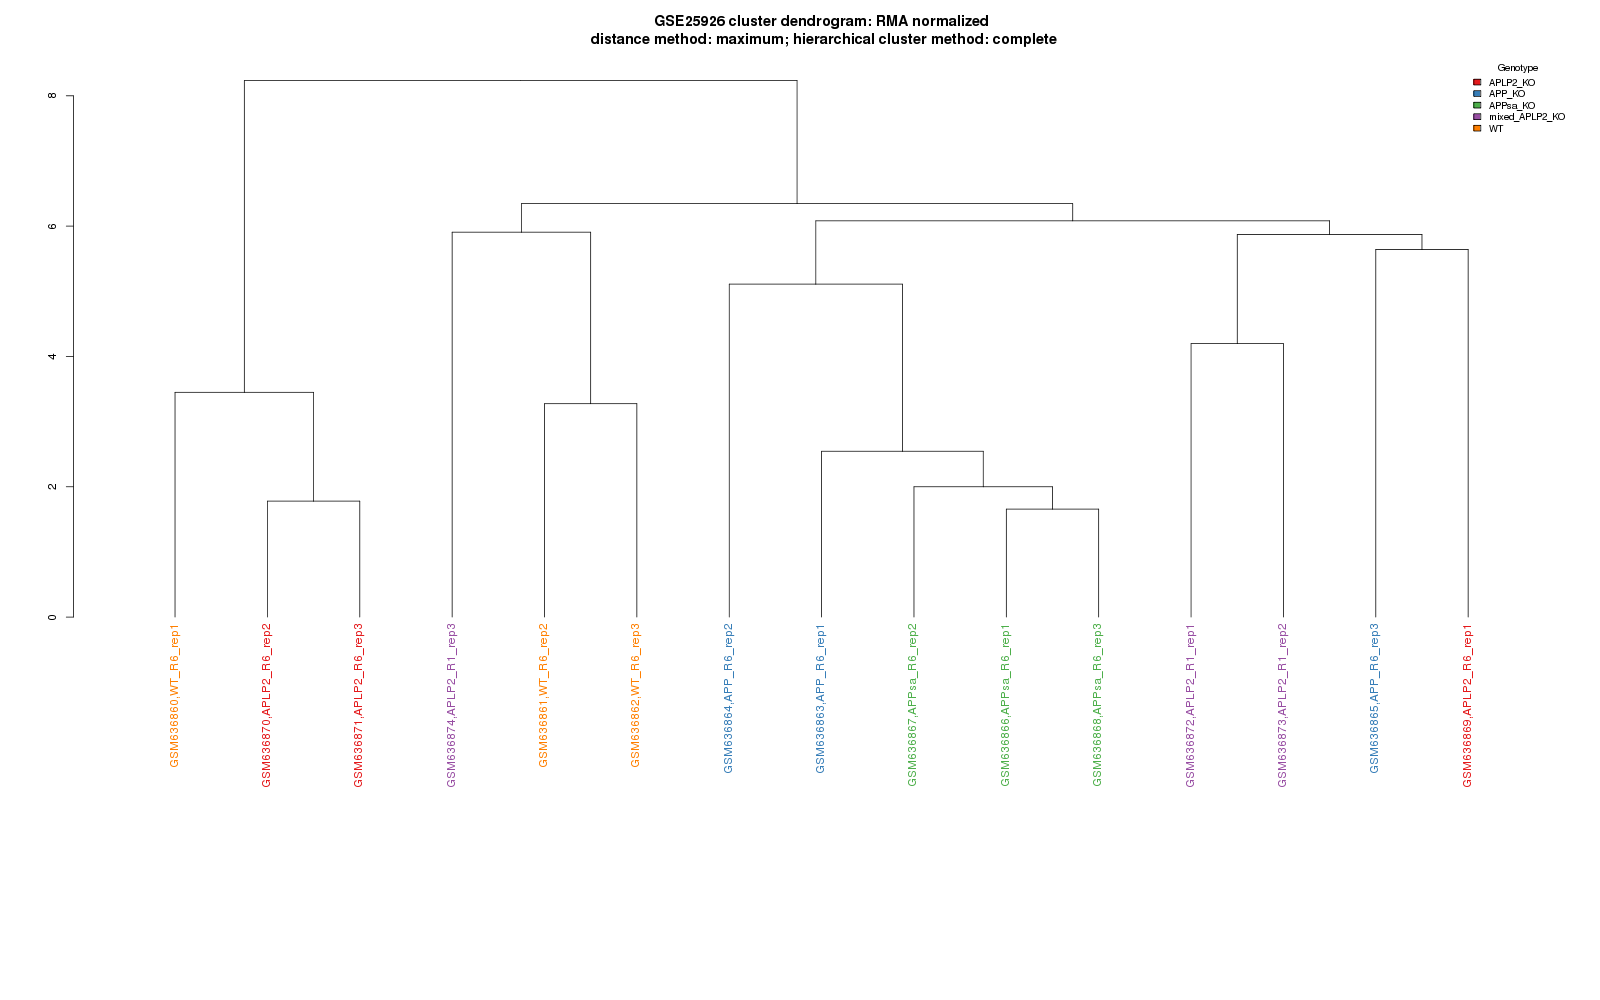 GSE25926 cluster dendrogram: RMA normalized
distance method: maximum; hierarchical cluster method: complete
Genotype
APLP2_KO
APP_KO
APPsa_KO
mixed_APLP2_KO
WT
8
6
4
2
0
GSM636860,WT_R6_rep1
GSM636870,APLP2_R6_rep2
GSM636871,APLP2_R6_rep3
GSM636874,APLP2_R1_rep3
GSM636861,WT_R6_rep2
GSM636862,WT_R6_rep3
GSM636864,APP_R6_rep2
GSM636863,APP_R6_rep1
GSM636867,APPsa_R6_rep2
GSM636866,APPsa_R6_rep1
GSM636868,APPsa_R6_rep3
GSM636872,APLP2_R1_rep1
GSM636873,APLP2_R1_rep2
GSM636865,APP_R6_rep3
GSM636869,APLP2_R6_rep1